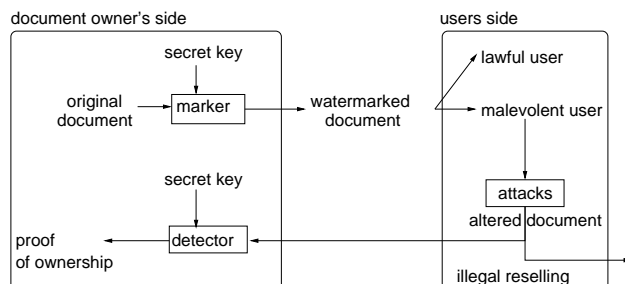 document owner's side
users side
secret key
lawful user
original
document
marker
watermarked
document
malevolent user
secret key
attacks
altered document
proof
of ownership
detector
illegal reselling